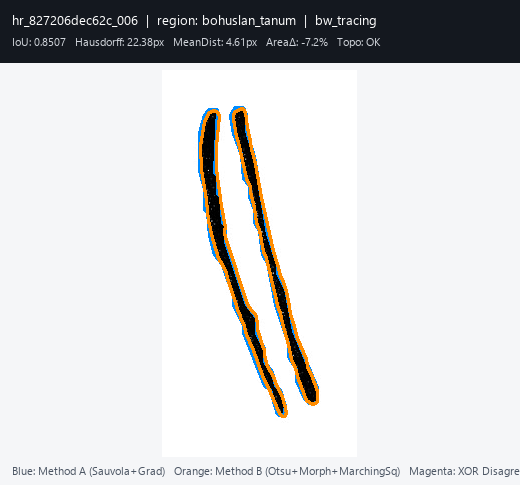 hr_827206dec62c_006 | region: bohuslan_tanum | bw_tracing
IoU: 0.8507 Hausdorff: 22.38px MeanDist: 4.61px AreaΔ: -7.2% Topo: OK
Blue: Method A (Sauvola+Grad) Orange: Method B (Otsu+Morph+MarchingSq) Magenta: XOR Disagre